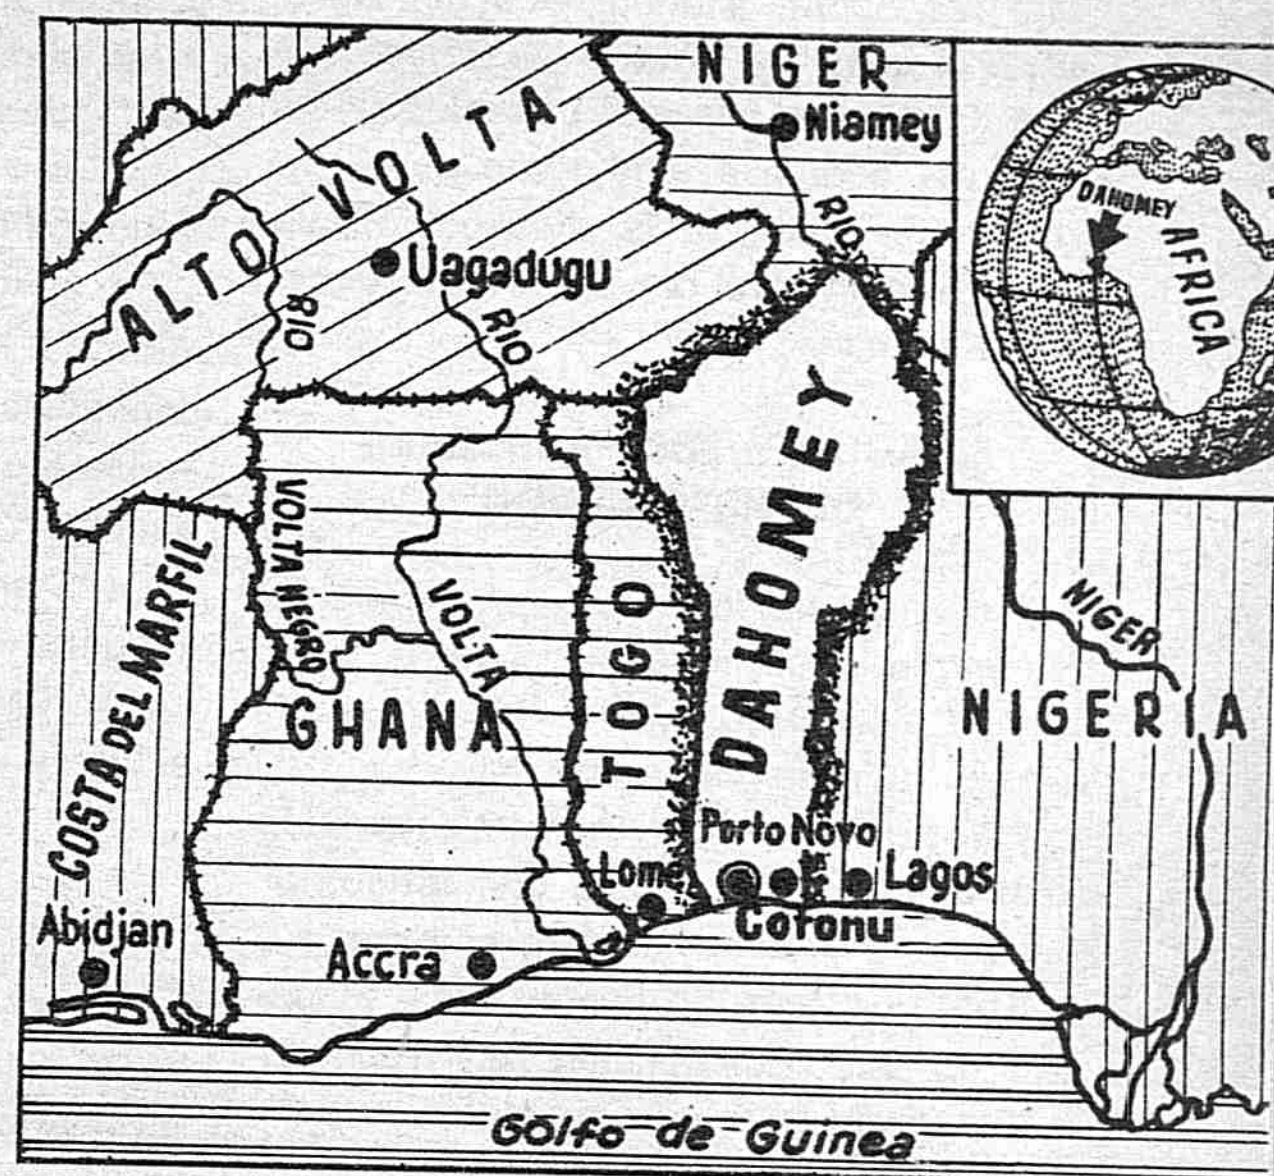 NIGER
Niamey
ALTO VOLTA
Uagadugu
RIO
RIO
RIO
DAHOMEY
AFRICA
VOLTA NEGRO
VOLTA
COSTA DEL MARFIL
GHANA
TOGO
DAHOMEY
NIGER
NIGERIA
Porto Novo
Lome
Lagos
Cotonu
Abidjan
Accra
Golfo de Guinea